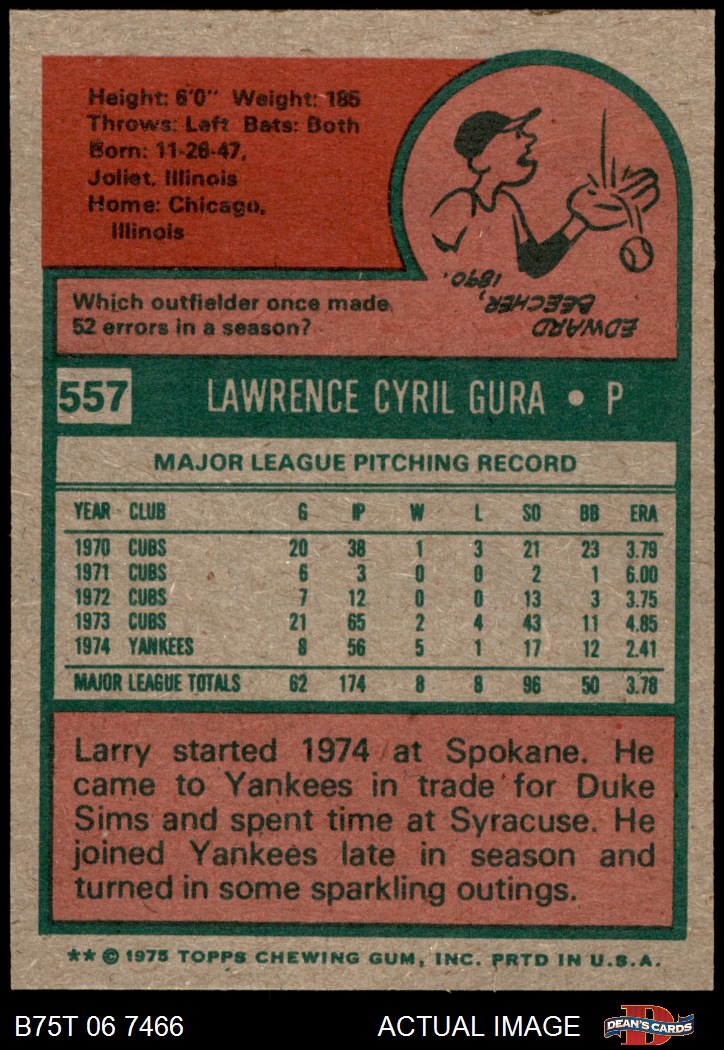 Height: 6'0" Weight: 185
Throws: Left Bats: Both
Born: 11-26-47,
Joliet, Illinois
Home: Chicago,
Illinois
Which outfielder once made
52 errors in a season?
EDWARD
BEECHER,
1890.
557 LAWRENCE CYRIL GURA • P
MAJOR LEAGUE PITCHING RECORD
YEAR CLUB G IP W L SO BB ERA
1970 CUBS 20 38 1 3 21 23 3.79
1971 CUBS 6 3 0 0 2 1 6.00
1972 CUBS 7 12 0 0 13 3 3.75
1973 CUBS 21 65 2 4 43 11 4.85
1974 YANKEES 8 56 5 1 17 12 2.41
MAJOR LEAGUE TOTALS 62 174 8 8 96 50 3.78
Larry started 1974 at Spokane. He
came to Yankees in trade for Duke
Sims and spent time at Syracuse. He
joined Yankees late in season and
turned in some sparkling outings.
** © 1975 TOPPS CHEWING GUM, INC. PRTD IN U.S.A.
B75T 06 7466 ACTUAL IMAGE D DEAN'S CARDS